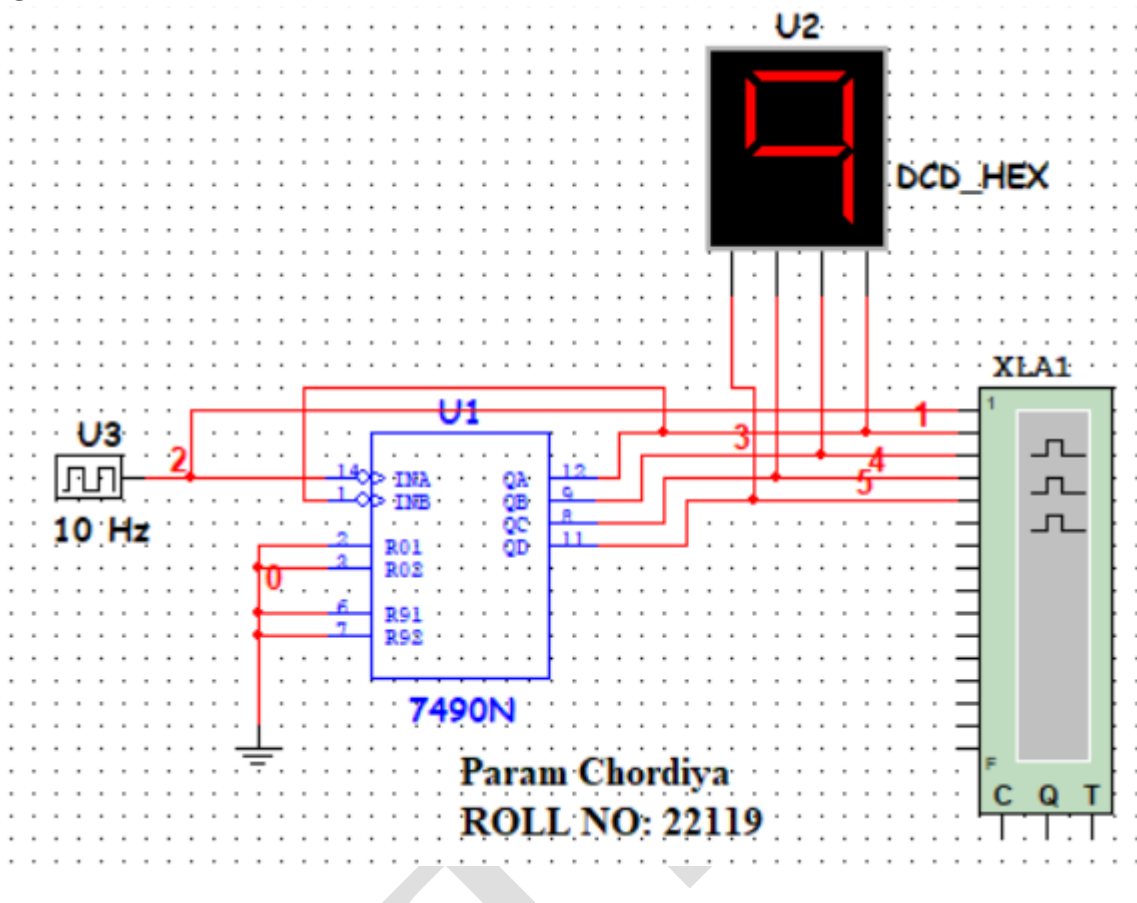 U2
DCD_HEX
XLA1
1
F
C Q T
U3
10 Hz
2
0
1
3
4
5
U1
14 INA QA 12
1 INB QB 9
QC 8
QD 11
2 R01
3 R02
6 R91
7 R92
7490N
Param Chordiya
ROLL NO: 22119